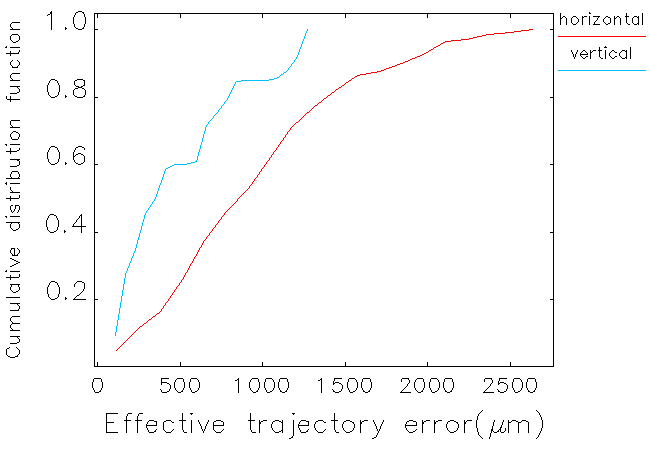 horizontal
vertical
Cumulative distribution function
1.0
0.8
0.6
0.4
0.2
0 500 1000 1500 2000 2500
Effective trajectory error(μm)